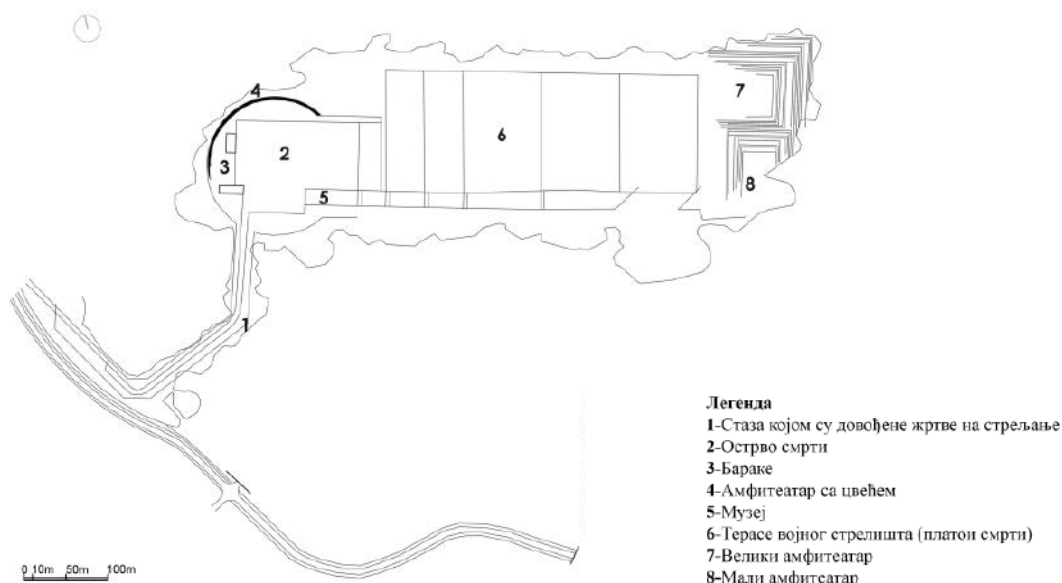 4
7
6
2
3
8
5
1
Легенда
1-Стаза којом су довођене жртве на стрељање
2-Острво смрти
3-Бараке
4-Амфитеатар са цвећем
5-Музеј
6-Терасе војног стрелишта (платои смрти)
7-Велики амфитеатар
8-Мали амфитеатар
0 10m 50m 100m